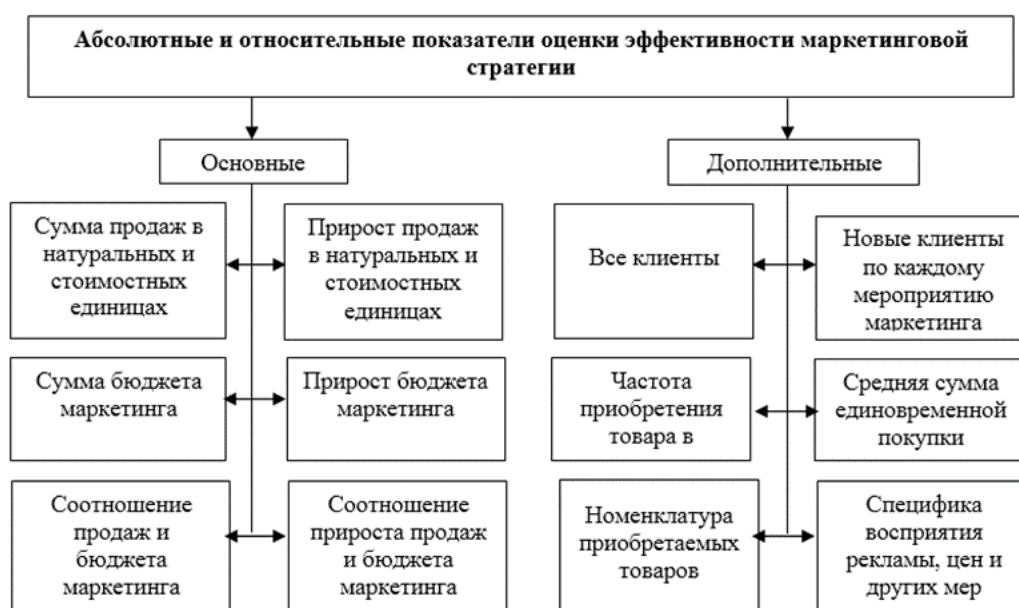 Абсолютные и относительные показатели оценки эффективности маркетинговой
стратегии
Основные
Дополнительные
Сумма продаж в
натуральных и
стоимостных
единицах
Прирост продаж
в натуральных и
стоимостных
единицах
Все клиенты
Новые клиенты
по каждому
мероприятию
маркетинга
Сумма бюджета
маркетинга
Прирост бюджета
маркетинга
Частота
приобретения
товара в
Средняя сумма
единовременной
покупки
Соотношение
продаж и
бюджета
маркетинга
Соотношение
прироста продаж
и бюджета
маркетинга
Номенклатура
приобретаемых
товаров
Специфика
восприятия
рекламы, цен и
других мер